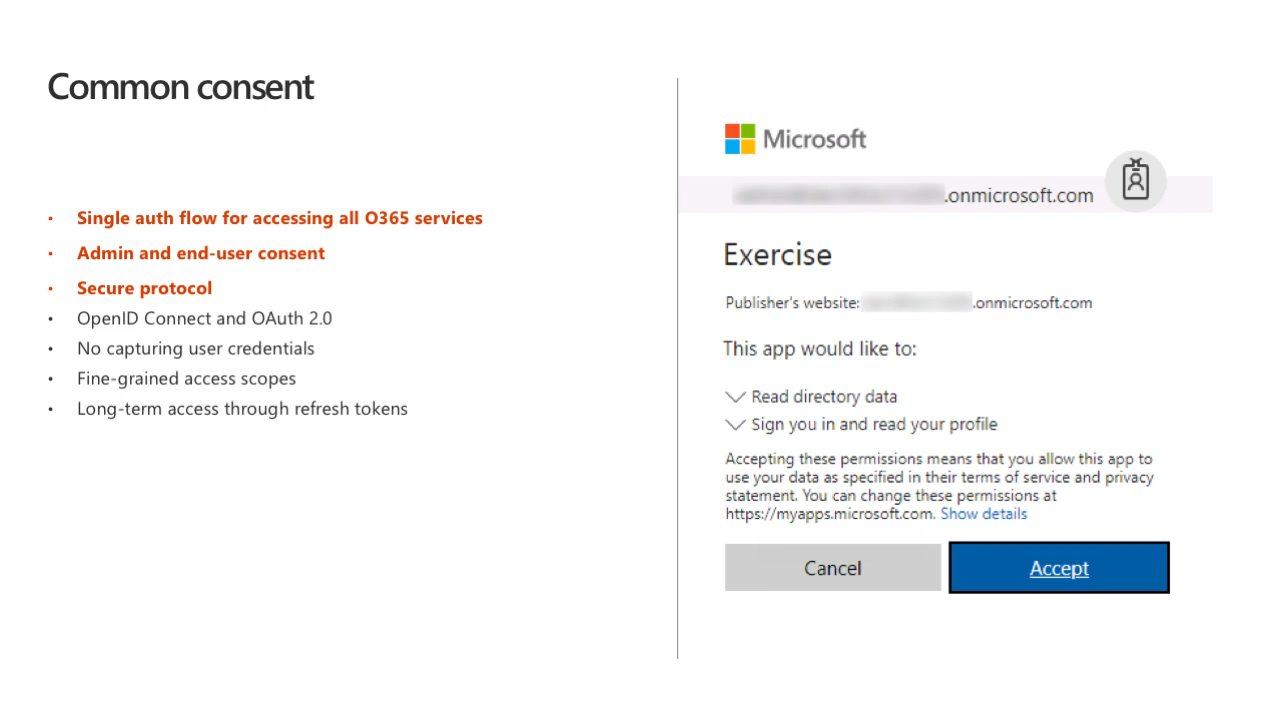 Common consent
• Single auth flow for accessing all O365 services
• Admin and end-user consent
• Secure protocol
• OpenID Connect and OAuth 2.0
• No capturing user credentials
• Fine-grained access scopes
• Long-term access through refresh tokens
Microsoft
.onmicrosoft.com
Exercise
Publisher's website: .onmicrosoft.com
This app would like to:
Read directory data
Sign you in and read your profile
Accepting these permissions means that you allow this app to
use your data as specified in their terms of service and privacy
statement. You can change these permissions at
https://myapps.microsoft.com. Show details
Cancel
Accept